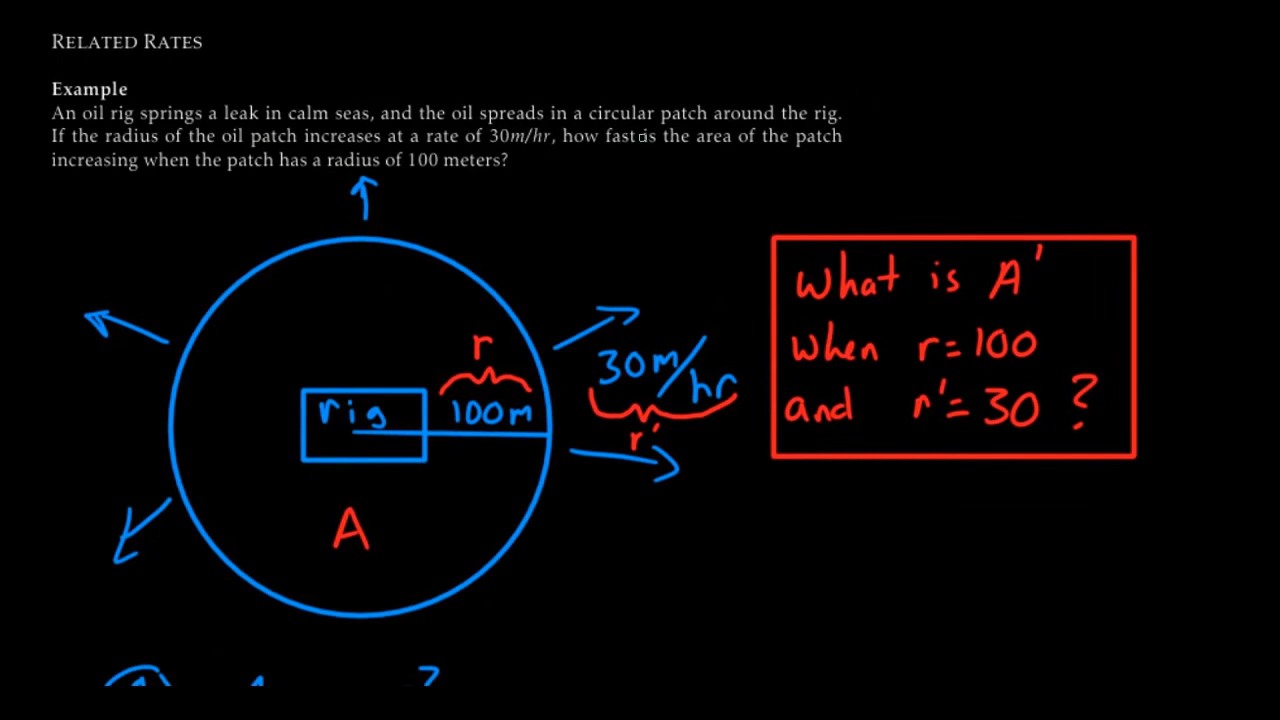 RELATED RATES
Example
An oil rig springs a leak in calm seas, and the oil spreads in a circular patch around the rig.
If the radius of the oil patch increases at a rate of 30m/hr, how fast is the area of the patch
increasing when the patch has a radius of 100 meters?
What is A'
when r=100
and r'=30 ?
r
30m/hr
rig
100m
r'
A